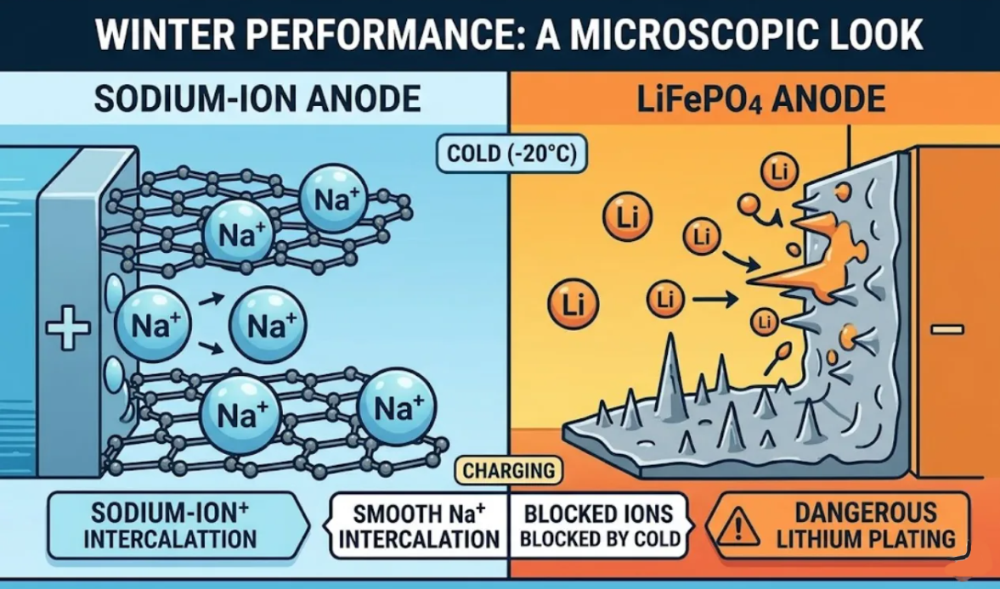 WINTER PERFORMANCE: A MICROSCOPIC LOOK
SODIUM-ION ANODE
LiFePO₄ ANODE
COLD (-20°C)
Na⁺
Na⁺
Na⁺
Na⁺
Na⁺
Na⁺
+
Li
Li
Li
Li
Li
Li
−
CHARGING
SODIUM-ION⁺
INTERCALATTION
SMOOTH Na⁺
INTERCALATION
BLOCKED IONS
BLOCKED BY COLD
!
DANGEROUS
LITHIUM PLATING